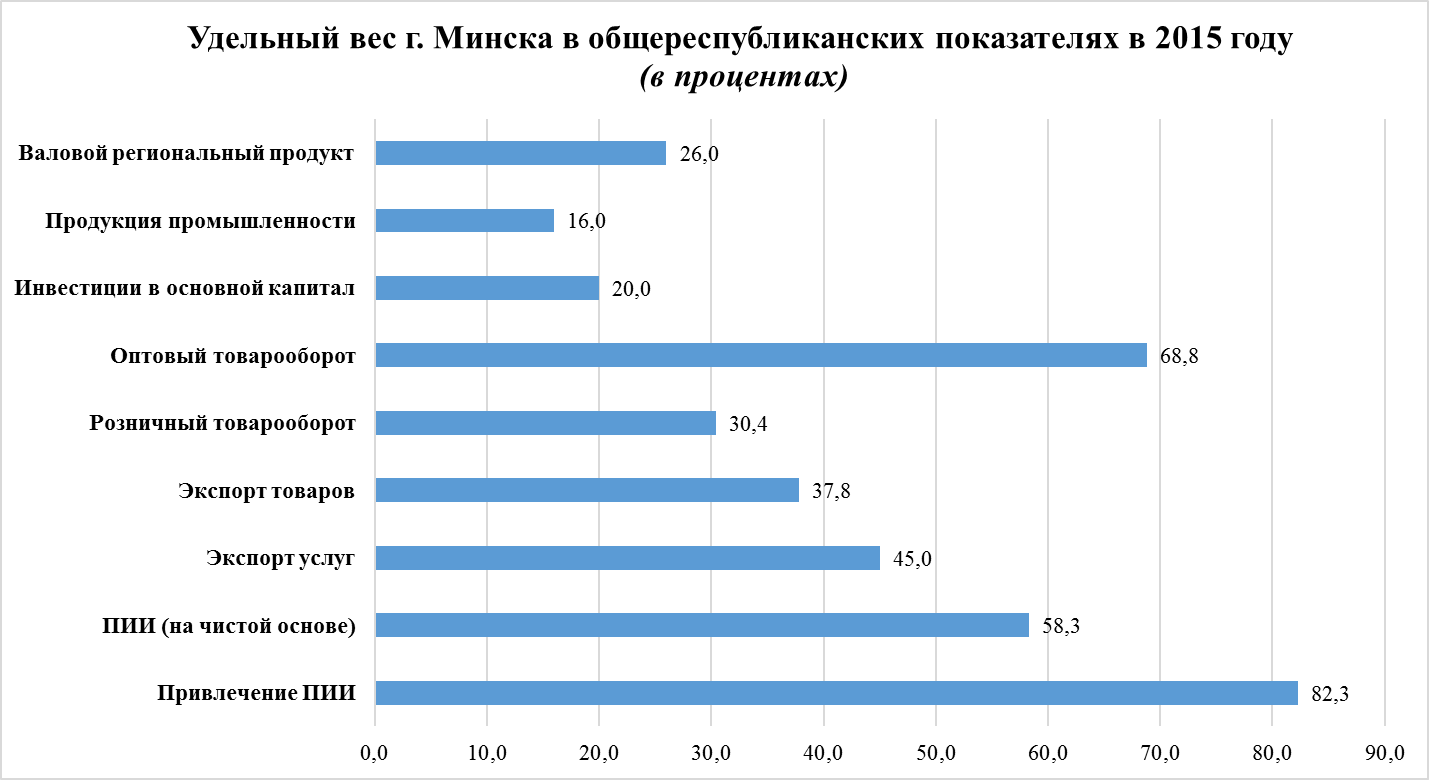 Удельный вес г. Минска в общереспубликанских показателях в 2015 году
(в процентах)
Валовой региональный продукт 26,0
Продукция промышленности 16,0
Инвестиции в основной капитал 20,0
Оптовый товарооборот 68,8
Розничный товарооборот 30,4
Экспорт товаров 37,8
Экспорт услуг 45,0
ПИИ (на чистой основе) 58,3
Привлечение ПИИ 82,3
0,0 10,0 20,0 30,0 40,0 50,0 60,0 70,0 80,0 90,0